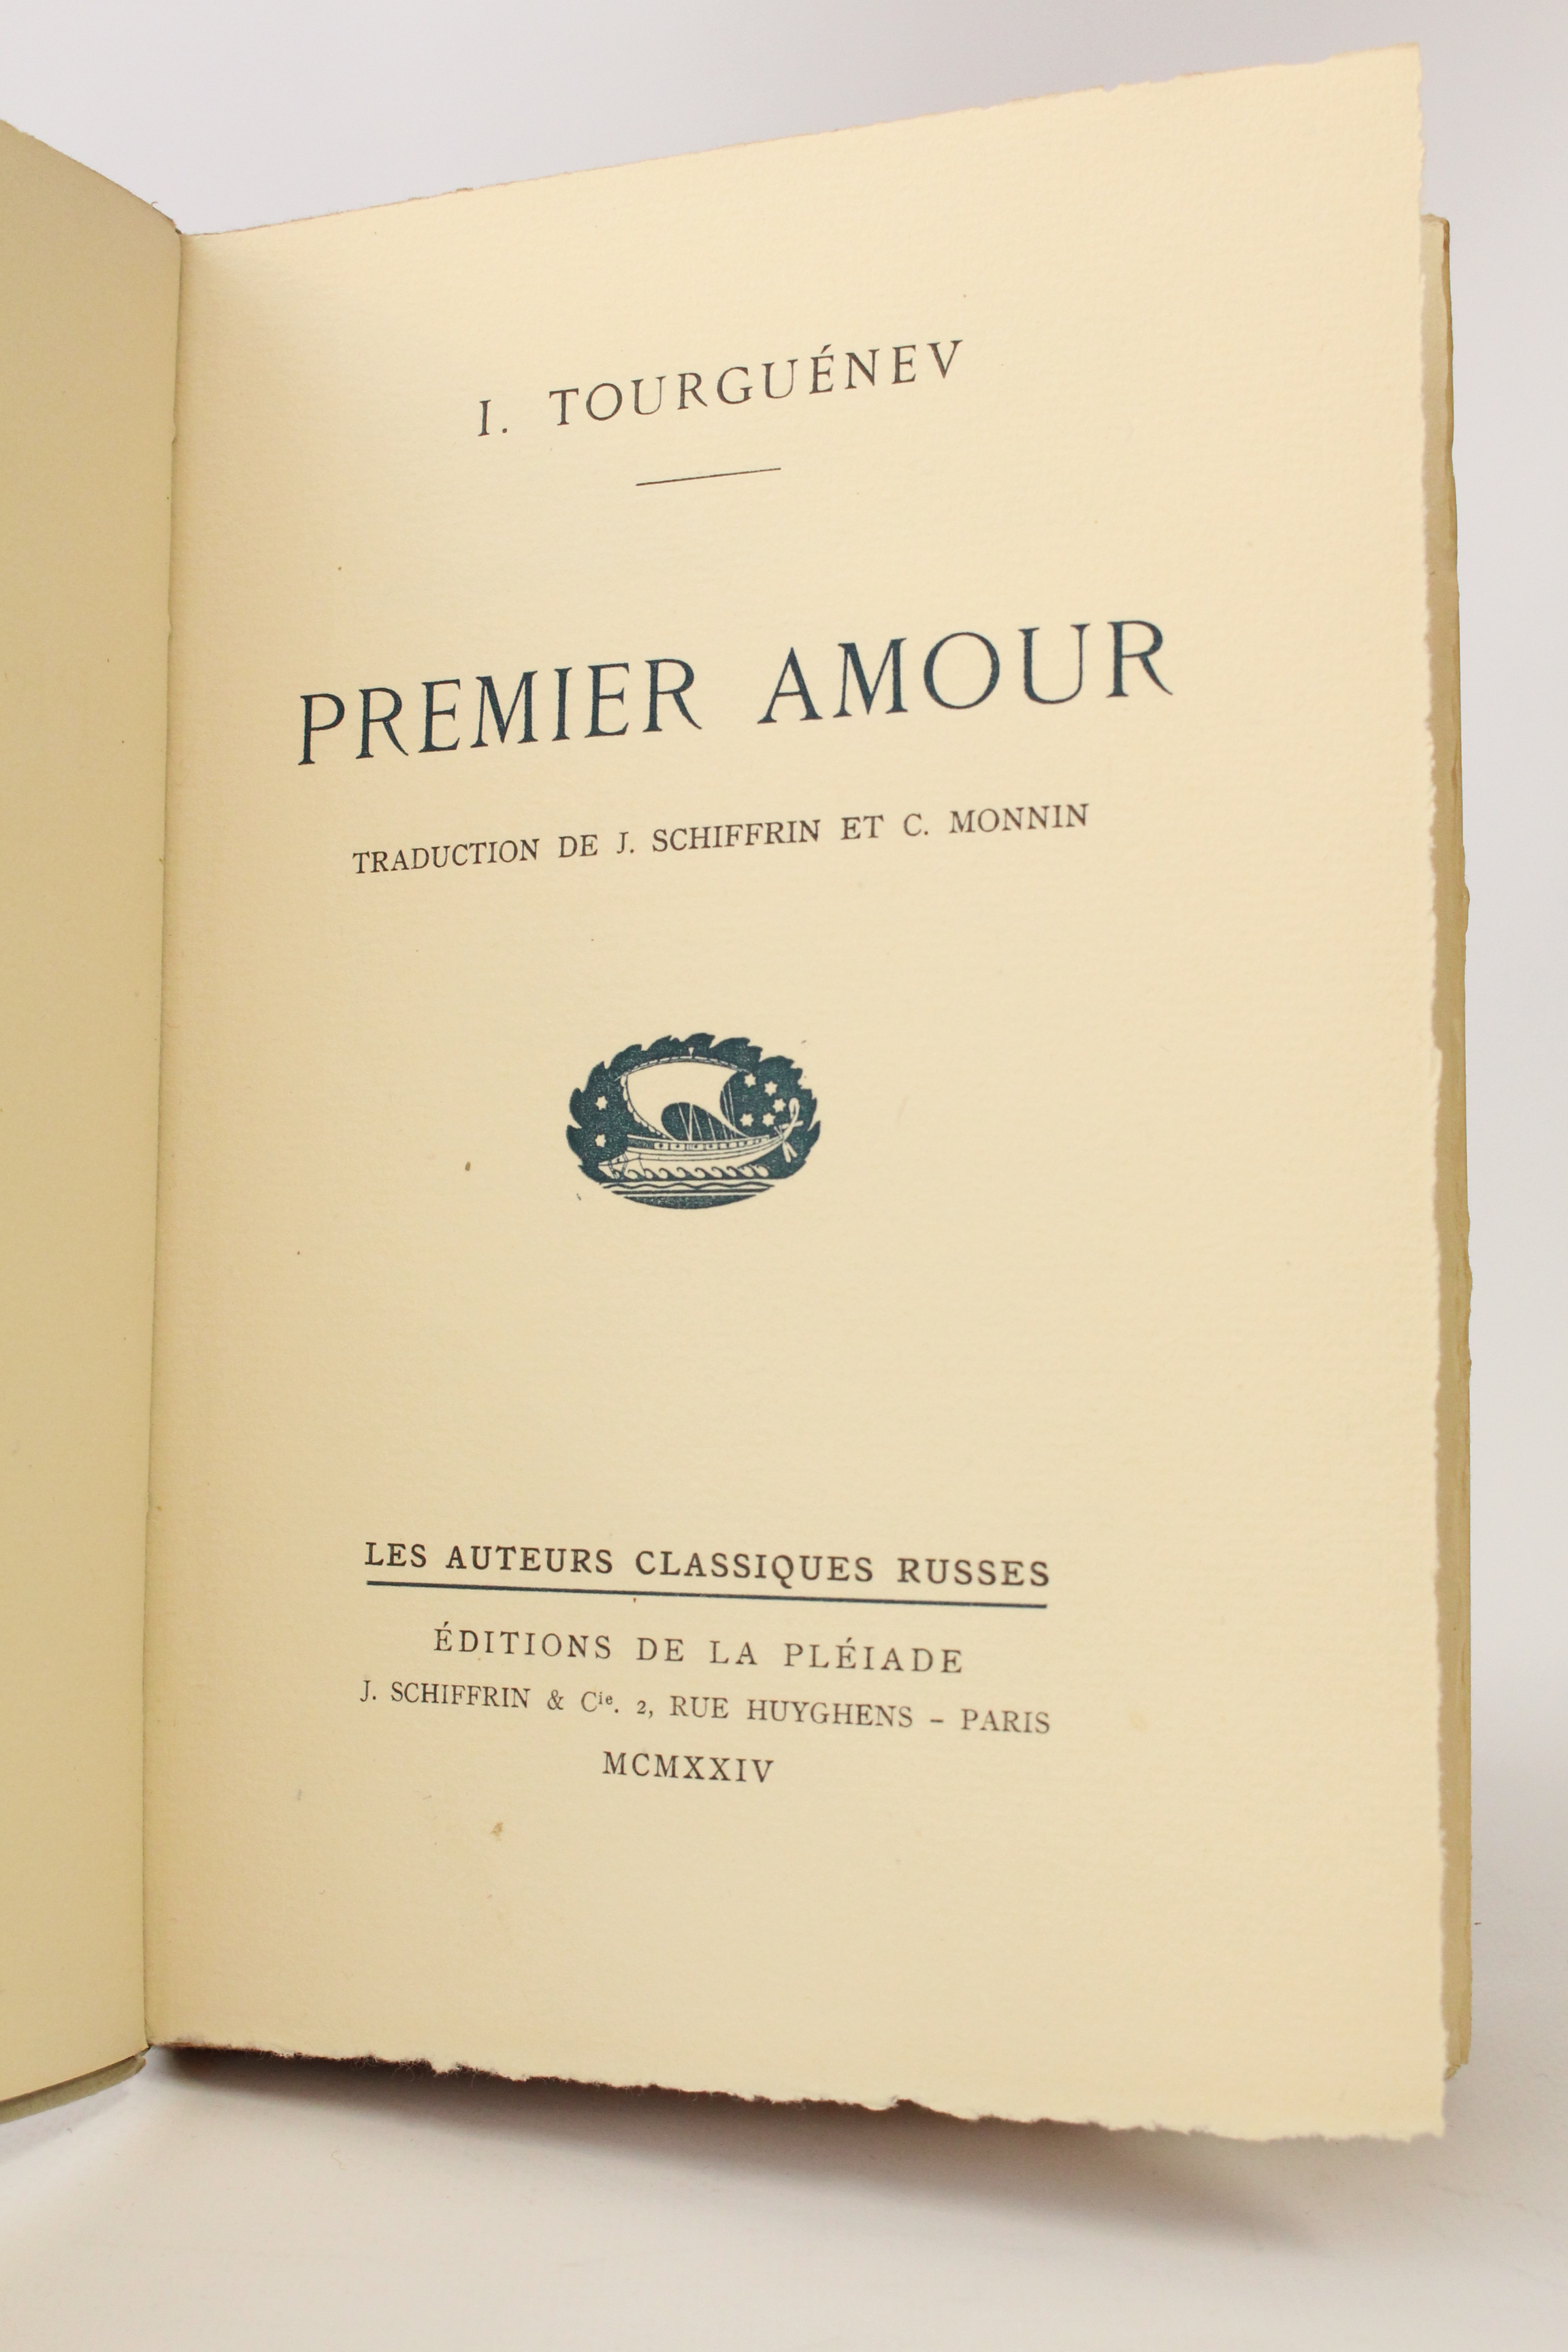 I. TOURGUÉNEV
PREMIER AMOUR
TRADUCTION DE J. SCHIFFRIN ET C. MONNIN
LES AUTEURS CLASSIQUES RUSSES
ÉDITIONS DE LA PLÉIADE
J. SCHIFFRIN & Cie. 2, RUE HUYGHENS – PARIS
MCMXXIV